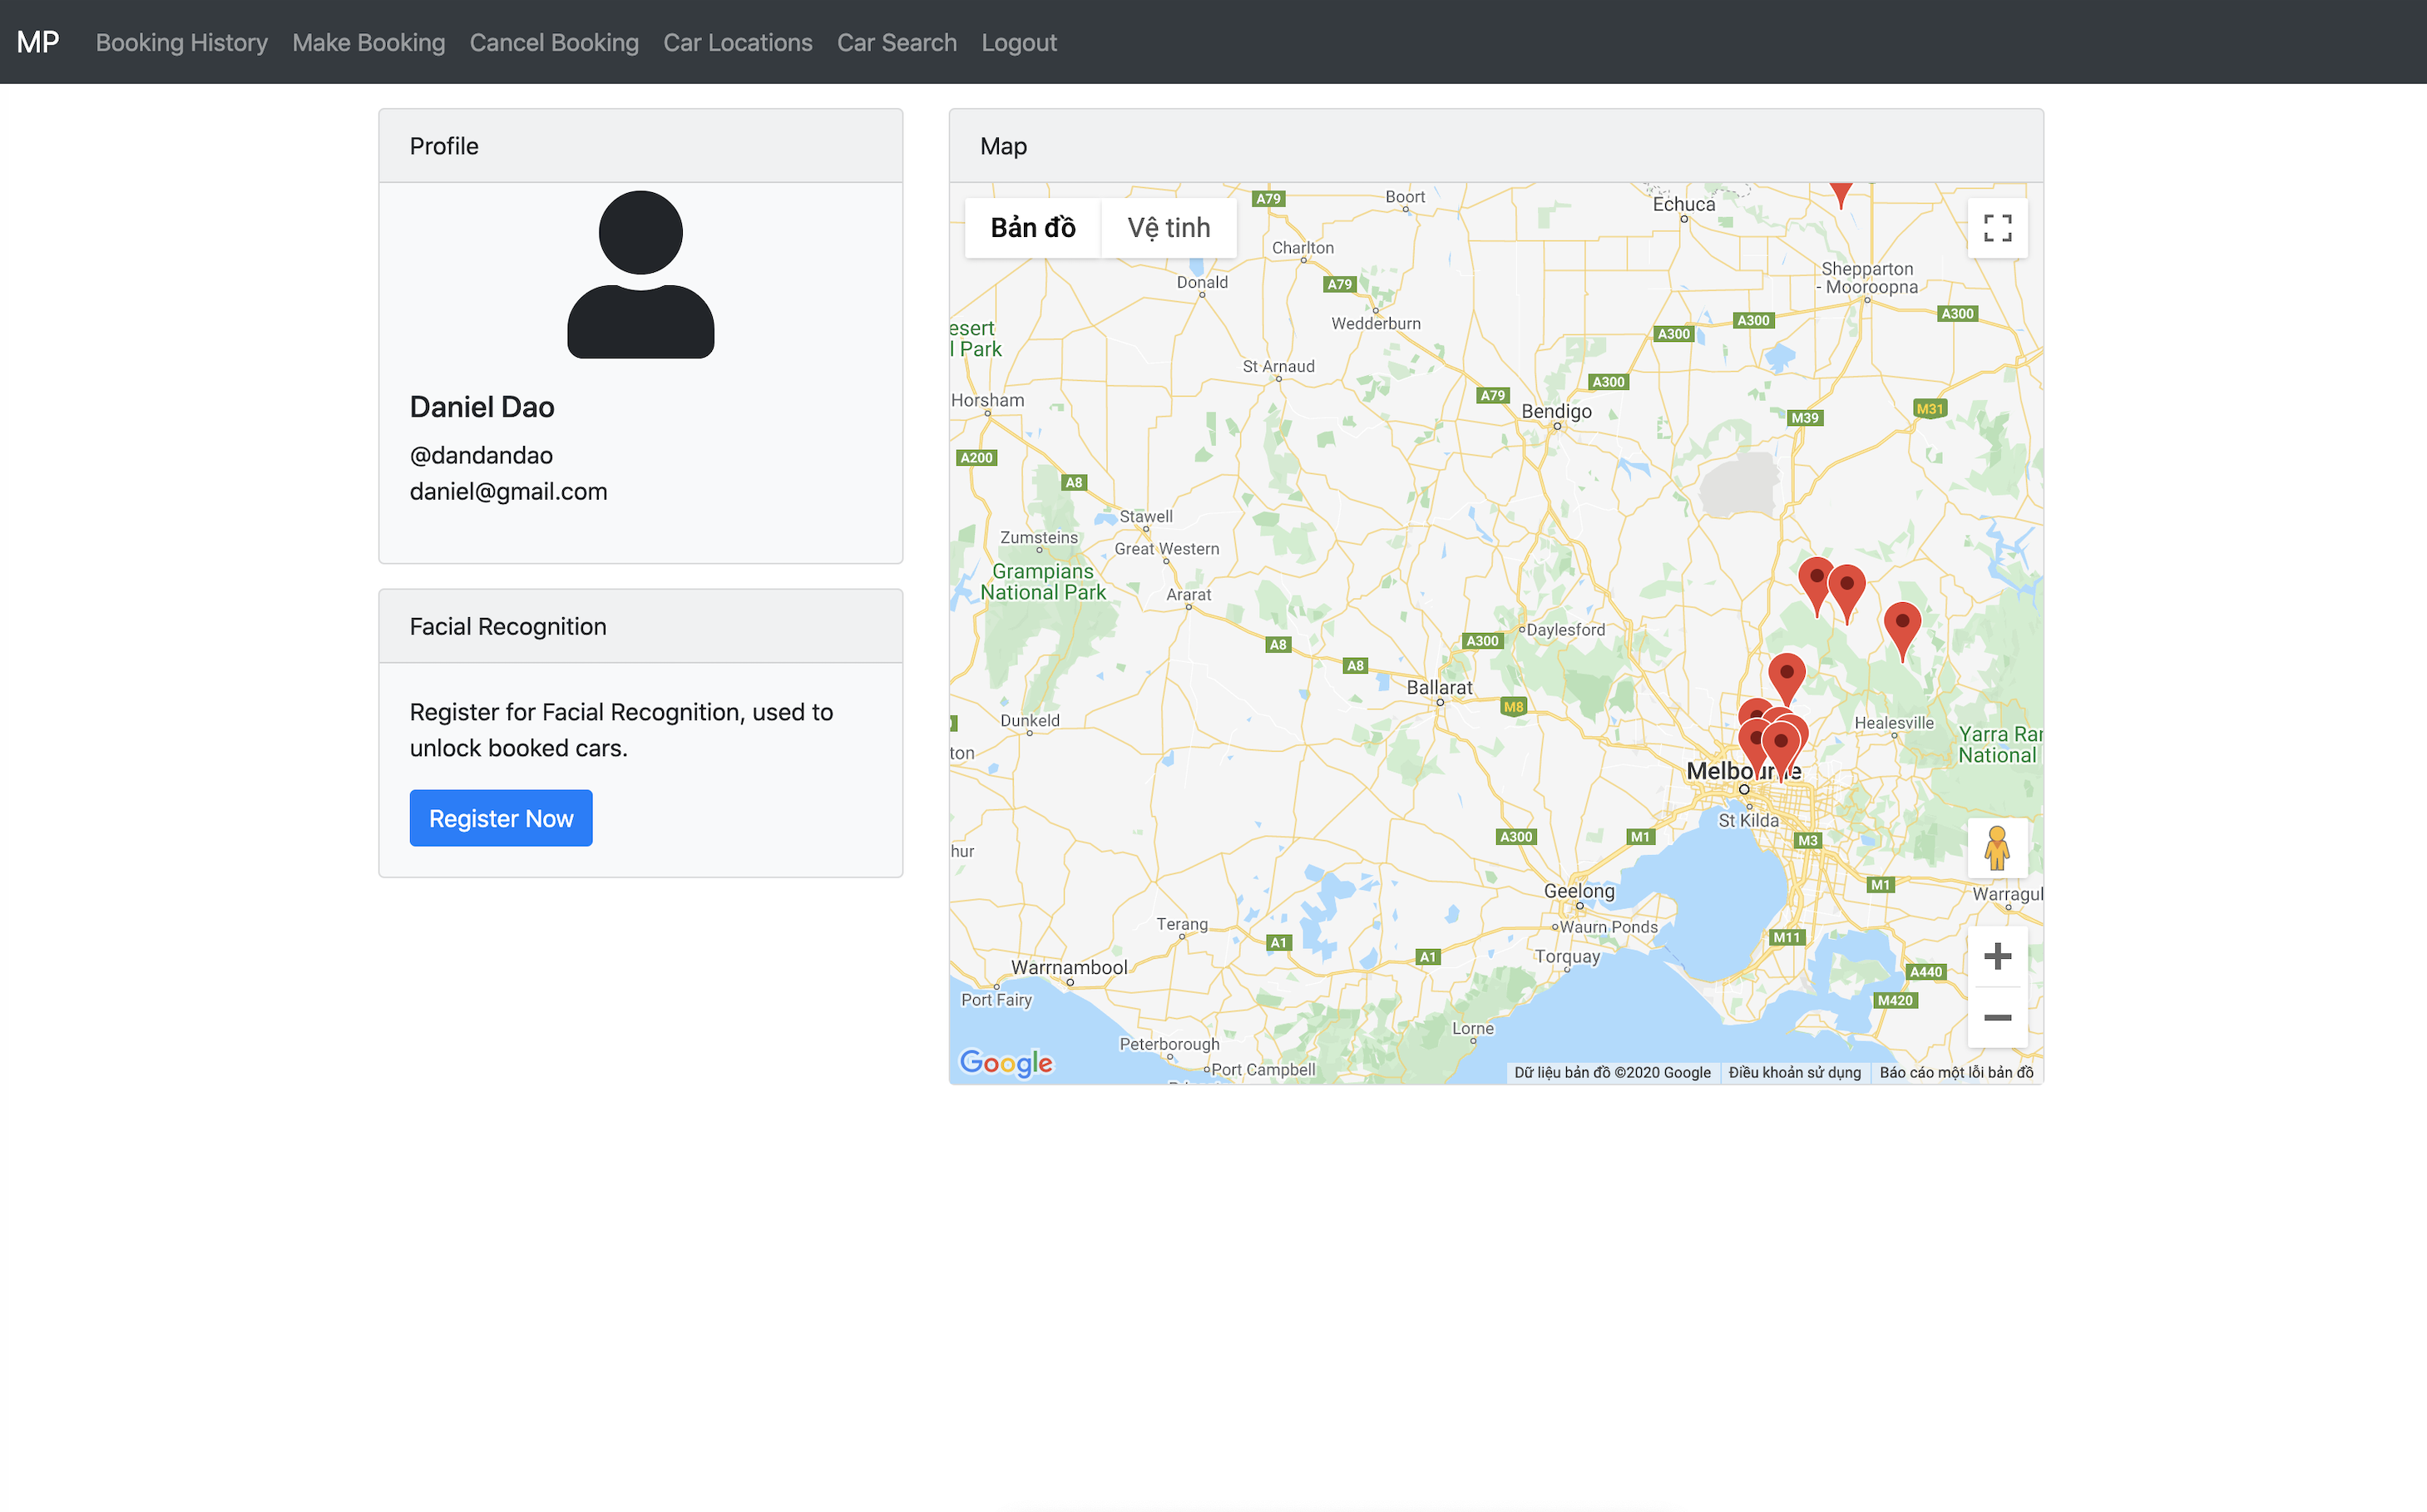 MP
Booking History
Make Booking
Cancel Booking
Car Locations
Car Search
Logout
Profile
Daniel Dao
@dandandao
daniel@gmail.com
Facial Recognition
Register for Facial Recognition, used to
unlock booked cars.
Register Now
Map
Bản đồ
Vệ tinh
A79
Boort
Echuca
Charlton
Donald
A79
Shepparton
- Mooroopna
A300
A300
A300
Wedderburn
esert
l Park
St Arnaud
A300
A79
Horsham
Bendigo
M31
M39
A200
A8
Stawell
Zumsteins
Great Western
Grampians
National Park
Ararat
Daylesford
A300
A8
A8
Ballarat
M8
Dunkeld
Healesville
Yarra Ran
National
ton
Melbourne
St Kilda
A300
M1
M3
hur
M1
Geelong
Warragul
Terang
Waurn Ponds
A1
M11
A1
Torquay
Warrnambool
A440
Port Fairy
M420
Lorne
Peterborough
Port Campbell
Google
Dữ liệu bản đồ ©2020 Google
Điều khoản sử dụng
Báo cáo một lỗi bản đồ